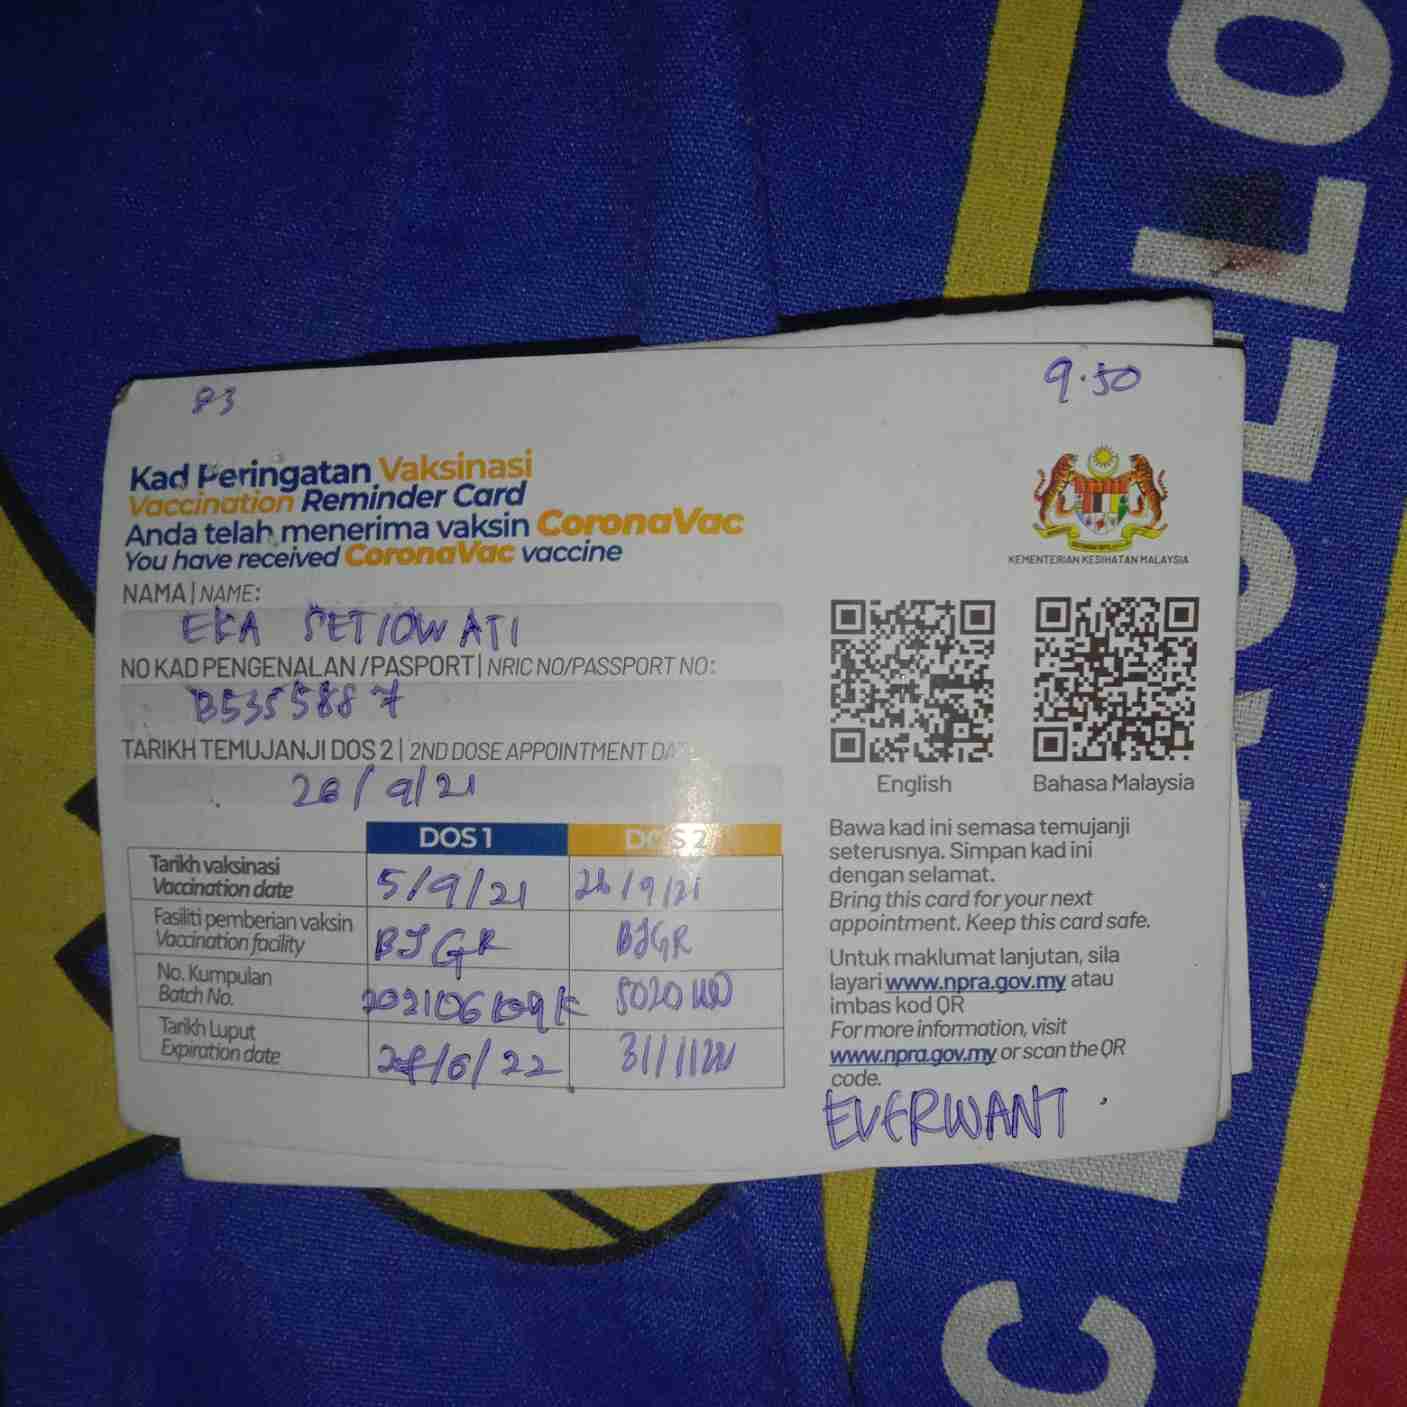 83
9.50
Kad Peringatan Vaksinasi
Vaccination Reminder Card
Anda telah menerima vaksin CoronaVac
You have received CoronaVac vaccine
KEMENTERIAN KESIHATAN MALAYSIA
NAMA | NAME:
EKA SETIOWATI
NO KAD PENGENALAN / PASPORT | NRIC NO/PASSPORT NO:
B5355887
TARIKH TEMUJANJI DOS 2 | 2ND DOSE APPOINTMENT
26/9/21
DOS 1 DOS 2
Tarikh vaksinasi
Vaccination date
5/9/21 26/9/21
Fasiliti pemberian vaksin
Vaccination facility
BJGR BJGR
No. Kumpulan
Batch No.
Tarikh Luput
Expiration date
English
Bahasa Malaysia
Bawa kad ini semasa temujanji
seterusnya. Simpan kad ini
dengan selamat.
Bring this card for your next
appointment. Keep this card safe.
Untuk maklumat lanjutan, sila
layari www.npra.gov.my atau
imbas kod QR
For more information, visit
www.npra.gov.my or scan the QR
code.
EVERWANT
C